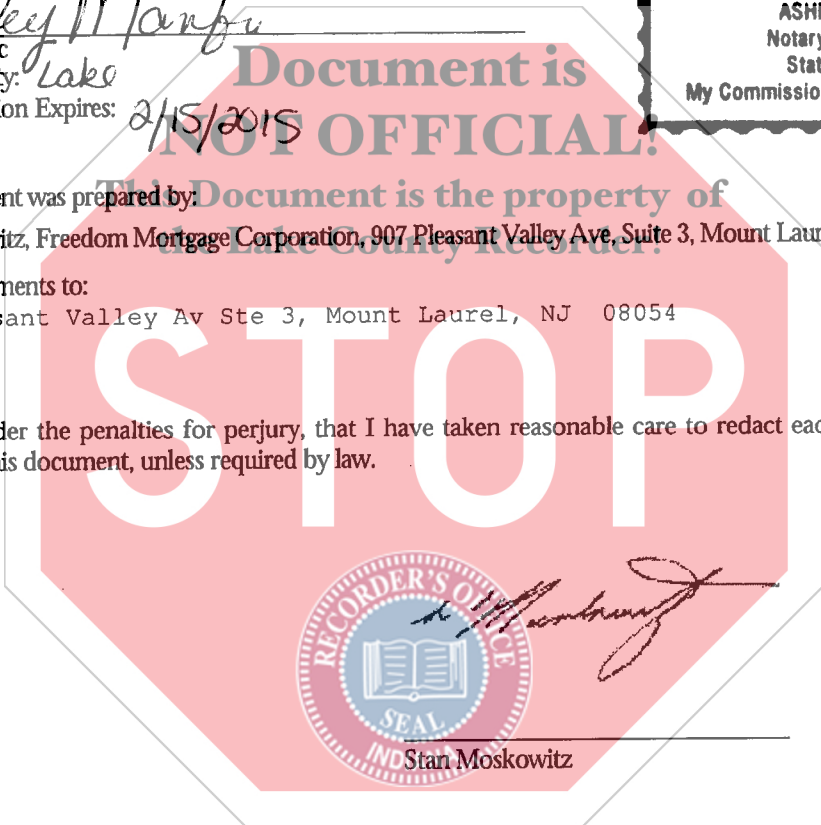 ASH
Notary
Stat
My Commissio
c
y: Lake
on Expires: 2/15/2015
Document is
NOT OFFICIAL!
This Document is the property of
the Lake County Recorder!
nt was prepared by:
itz, Freedom Mortgage Corporation, 907 Pleasant Valley Ave, Suite 3, Mount Laur
ments to:
sant Valley Av Ste 3, Mount Laurel, NJ 08054
STOP
der the penalties for perjury, that I have taken reasonable care to redact eac
is document, unless required by law.
RECORDER'S OFFICE
SEAL
INDIANA
Stan Moskowitz